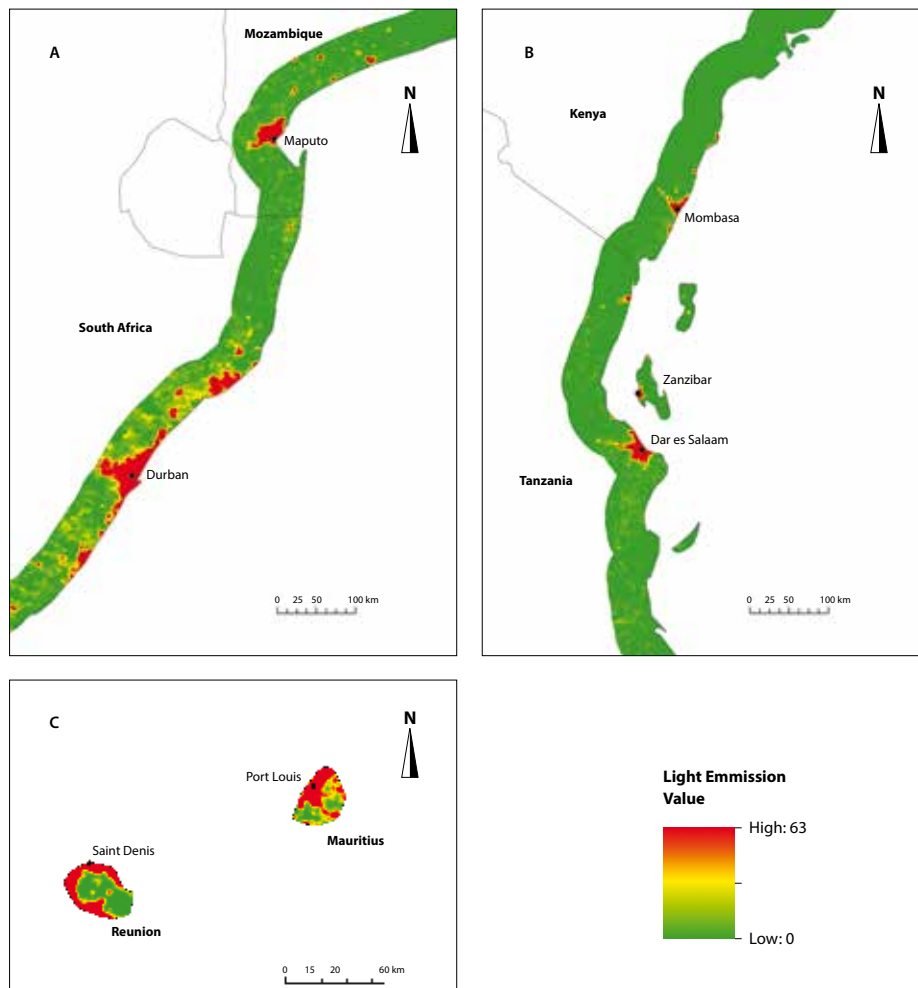 A
Mozambique
N
Maputo
South Africa
Durban
0 25 50 100 km
B
Kenya
N
Mombasa
Zanzibar
Dar es Salaam
Tanzania
0 25 50 100 km
C
N
Port Louis
Mauritius
Saint Denis
Reunion
0 15 20 60 km
Light Emmission
Value
High: 63
Low: 0